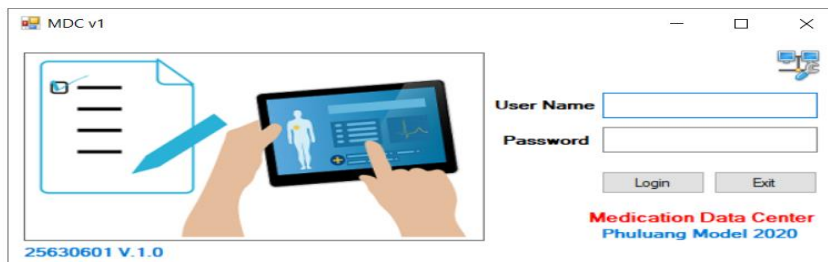 MDC v1
User Name
Password
Login Exit
Medication Data Center
Phuluang Model 2020
25630601 V.1.0